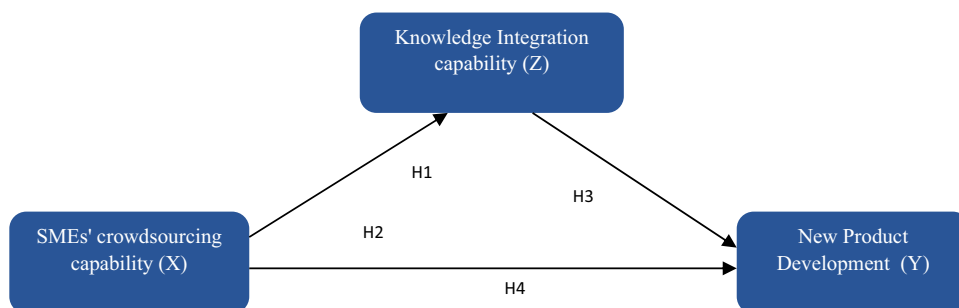 Knowledge Integration
capability (Z)
H1
H3
SMEs' crowdsourcing
capability (X)
H2
New Product
Development (Y)
H4